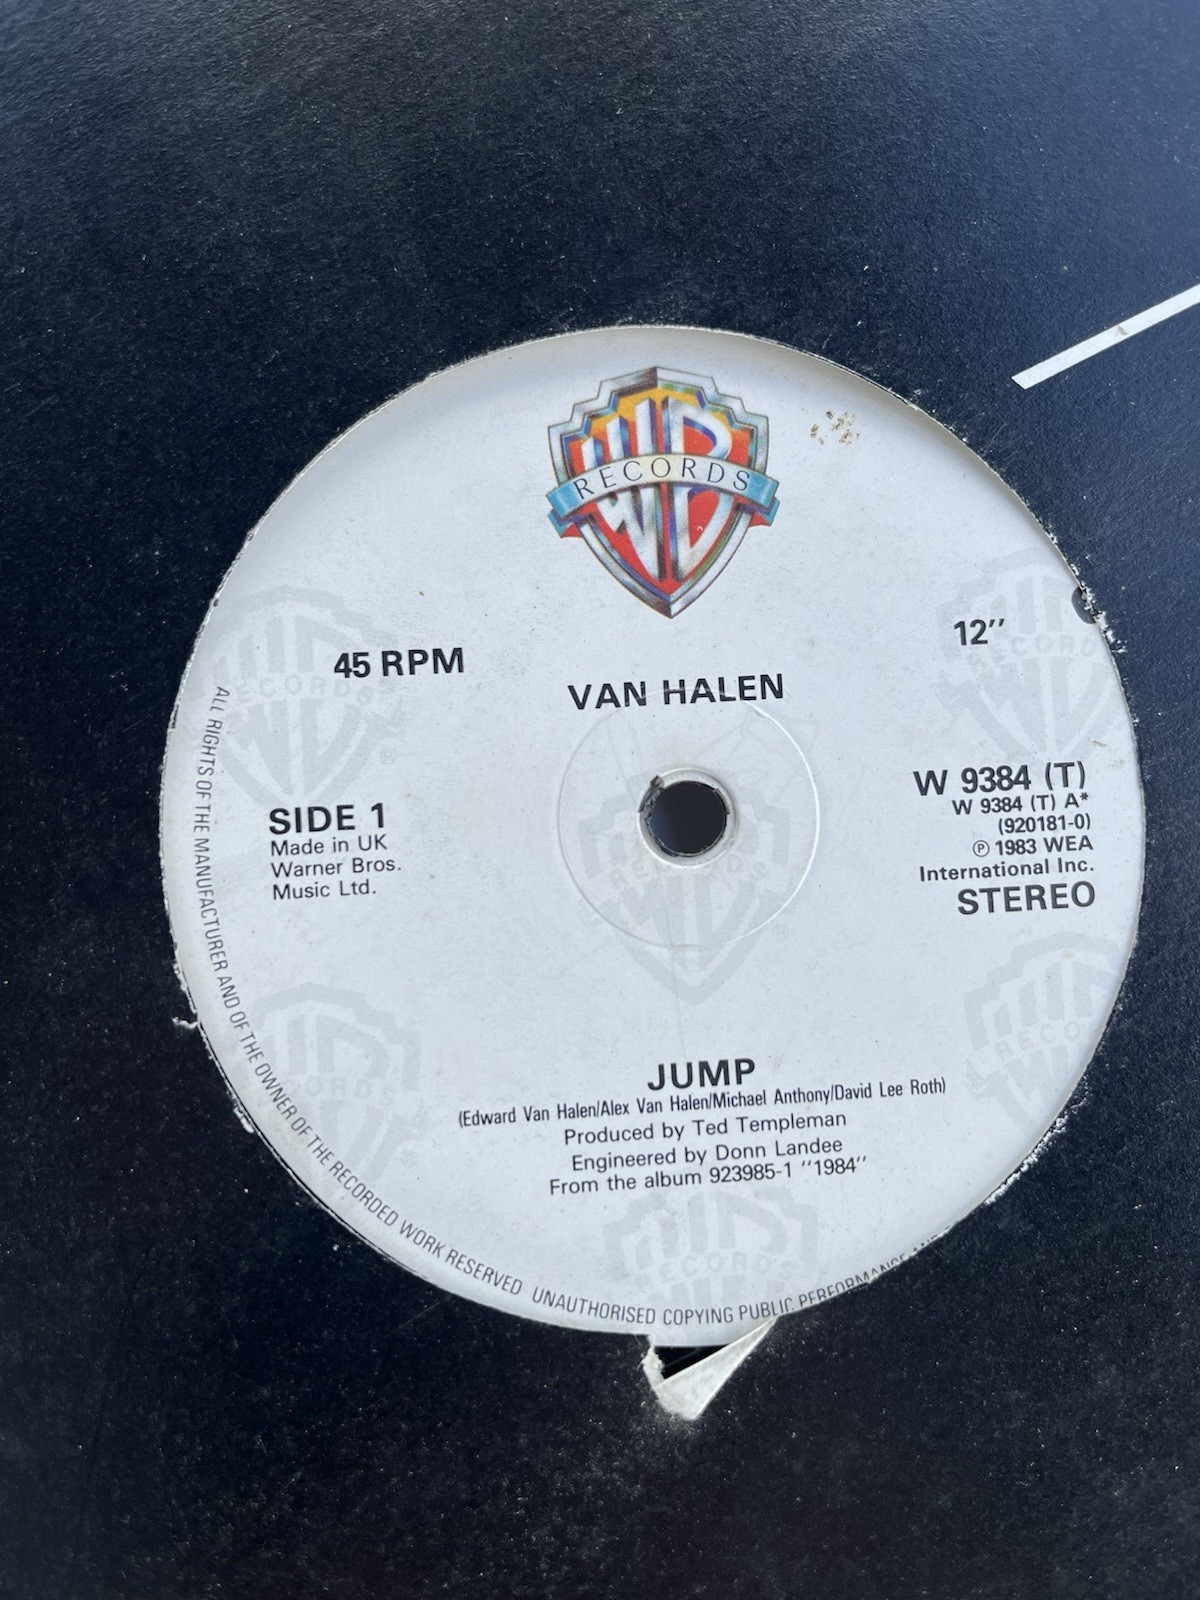 RECORDS
45 RPM
12"
VAN HALEN
SIDE 1
Made in UK
Warner Bros.
Music Ltd.
W 9384 (T)
W 9384 (T) A*
(920181-0)
℗ 1983 WEA
International Inc.
STEREO
JUMP
(Edward Van Halen/Alex Van Halen/Michael Anthony/David Lee Roth)
Produced by Ted Templeman
Engineered by Donn Landee
From the album 923985-1 "1984"
ALL RIGHTS OF THE MANUFACTURER AND OF THE OWNER OF THE RECORDED WORK RESERVED UNAUTHORISED COPYING PUBLIC PERFORMANCE